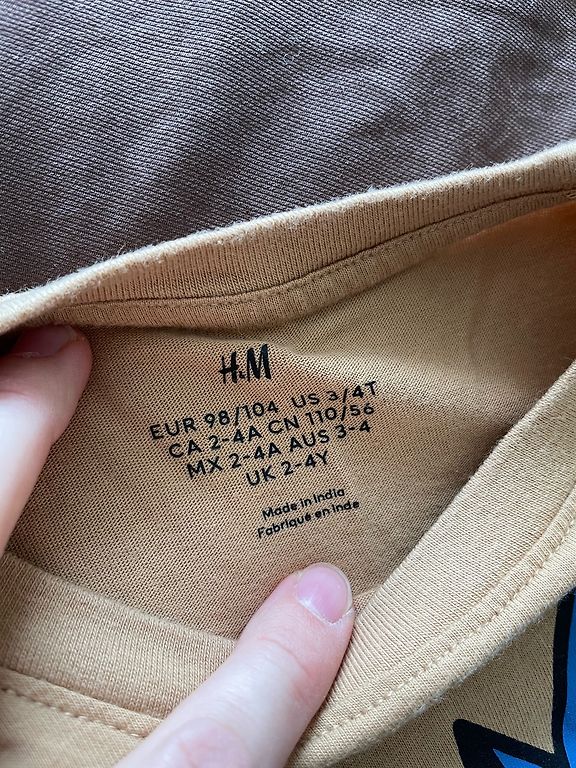 H&M
EUR 98/104 US 3/4T
CA 2-4A CN 110/56
MX 2-4A AUS 3-4
UK 2-4Y
Made in India
Fabriqué en Inde